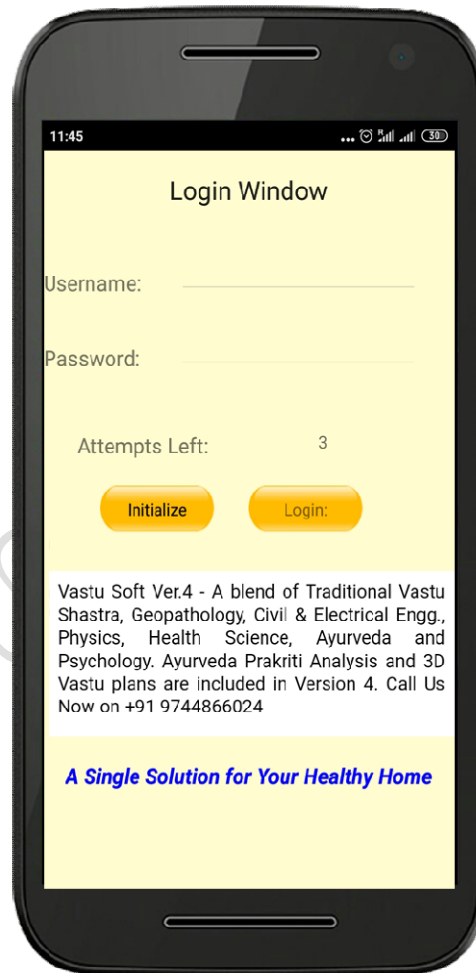 11:45
... R 30
Login Window
Username:
Password:
Attempts Left: 3
Initialize Login:
Vastu Soft Ver.4 - A blend of Traditional Vastu
Shastra, Geopathology, Civil & Electrical Engg.,
Physics, Health Science, Ayurveda and
Psychology. Ayurveda Prakriti Analysis and 3D
Vastu plans are included in Version 4. Call Us
Now on +91 9744866024
A Single Solution for Your Healthy Home